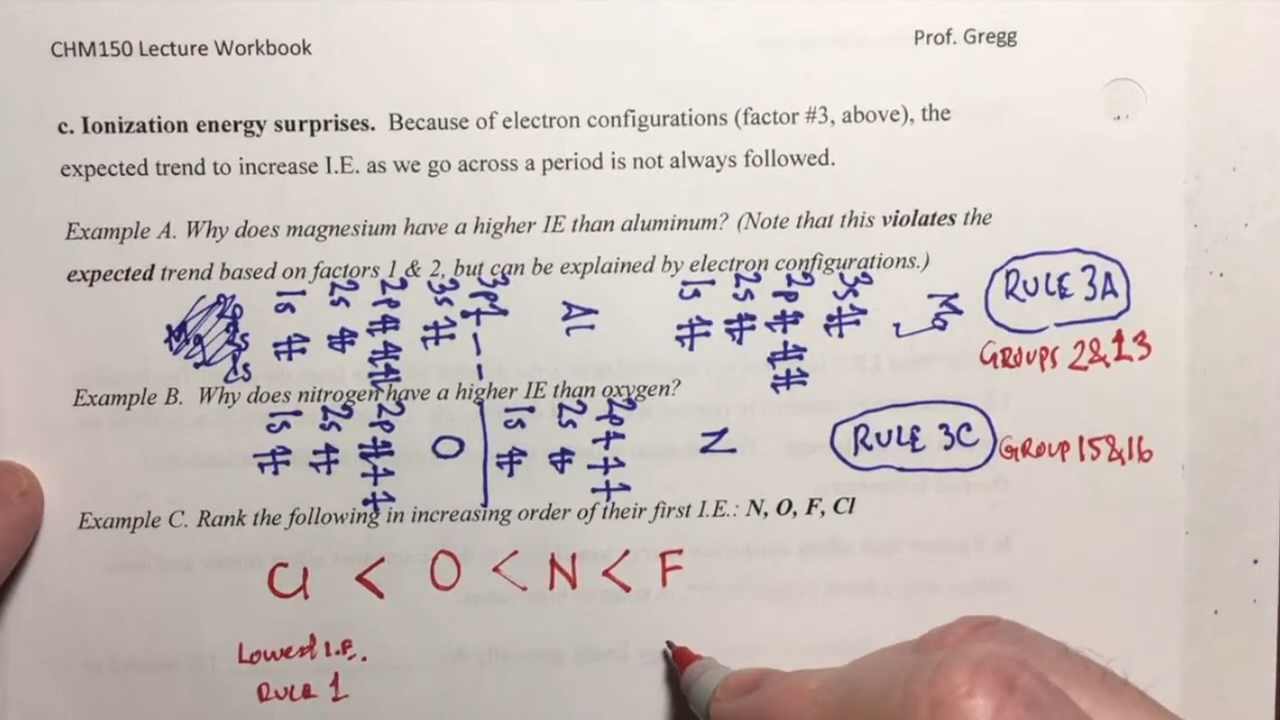 CHM150 Lecture Workbook
Prof. Gregg
c. Ionization energy surprises. Because of electron configurations (factor #3, above), the
expected trend to increase I.E. as we go across a period is not always followed.
Example A. Why does magnesium have a higher IE than aluminum? (Note that this violates the
expected trend based on factors 1 & 2, but can be explained by electron configurations.)
1s 2s 2p 3s 3p Al
1s 2s 2p 3s Mg
RULE 3A
GROUPS 2&13
Example B. Why does nitrogen have a higher IE than oxygen?
1s 2s 2p O
1s 2s 2p N
RULE 3C
GROUP 15&16
Example C. Rank the following in increasing order of their first I.E.: N, O, F, Cl
Cl < O < N < F
Lowest I.E.
RULE 1